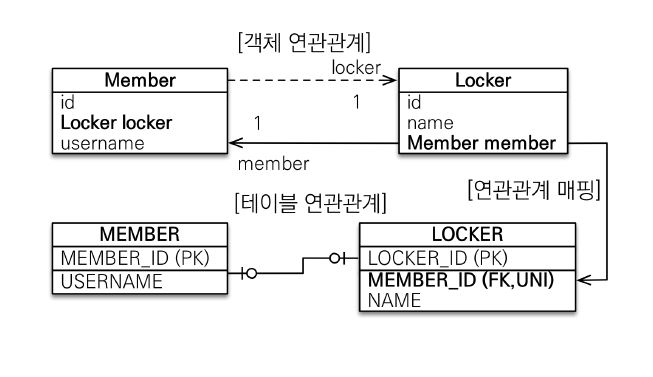 [객체 연관관계]
Member
locker
Locker
id
Locker locker
username
1
1
member
id
name
Member member
[연관관계 매핑]
[테이블 연관관계]
MEMBER
MEMBER_ID (PK)
USERNAME
LOCKER
LOCKER_ID (PK)
MEMBER_ID (FK,UNI)
NAME